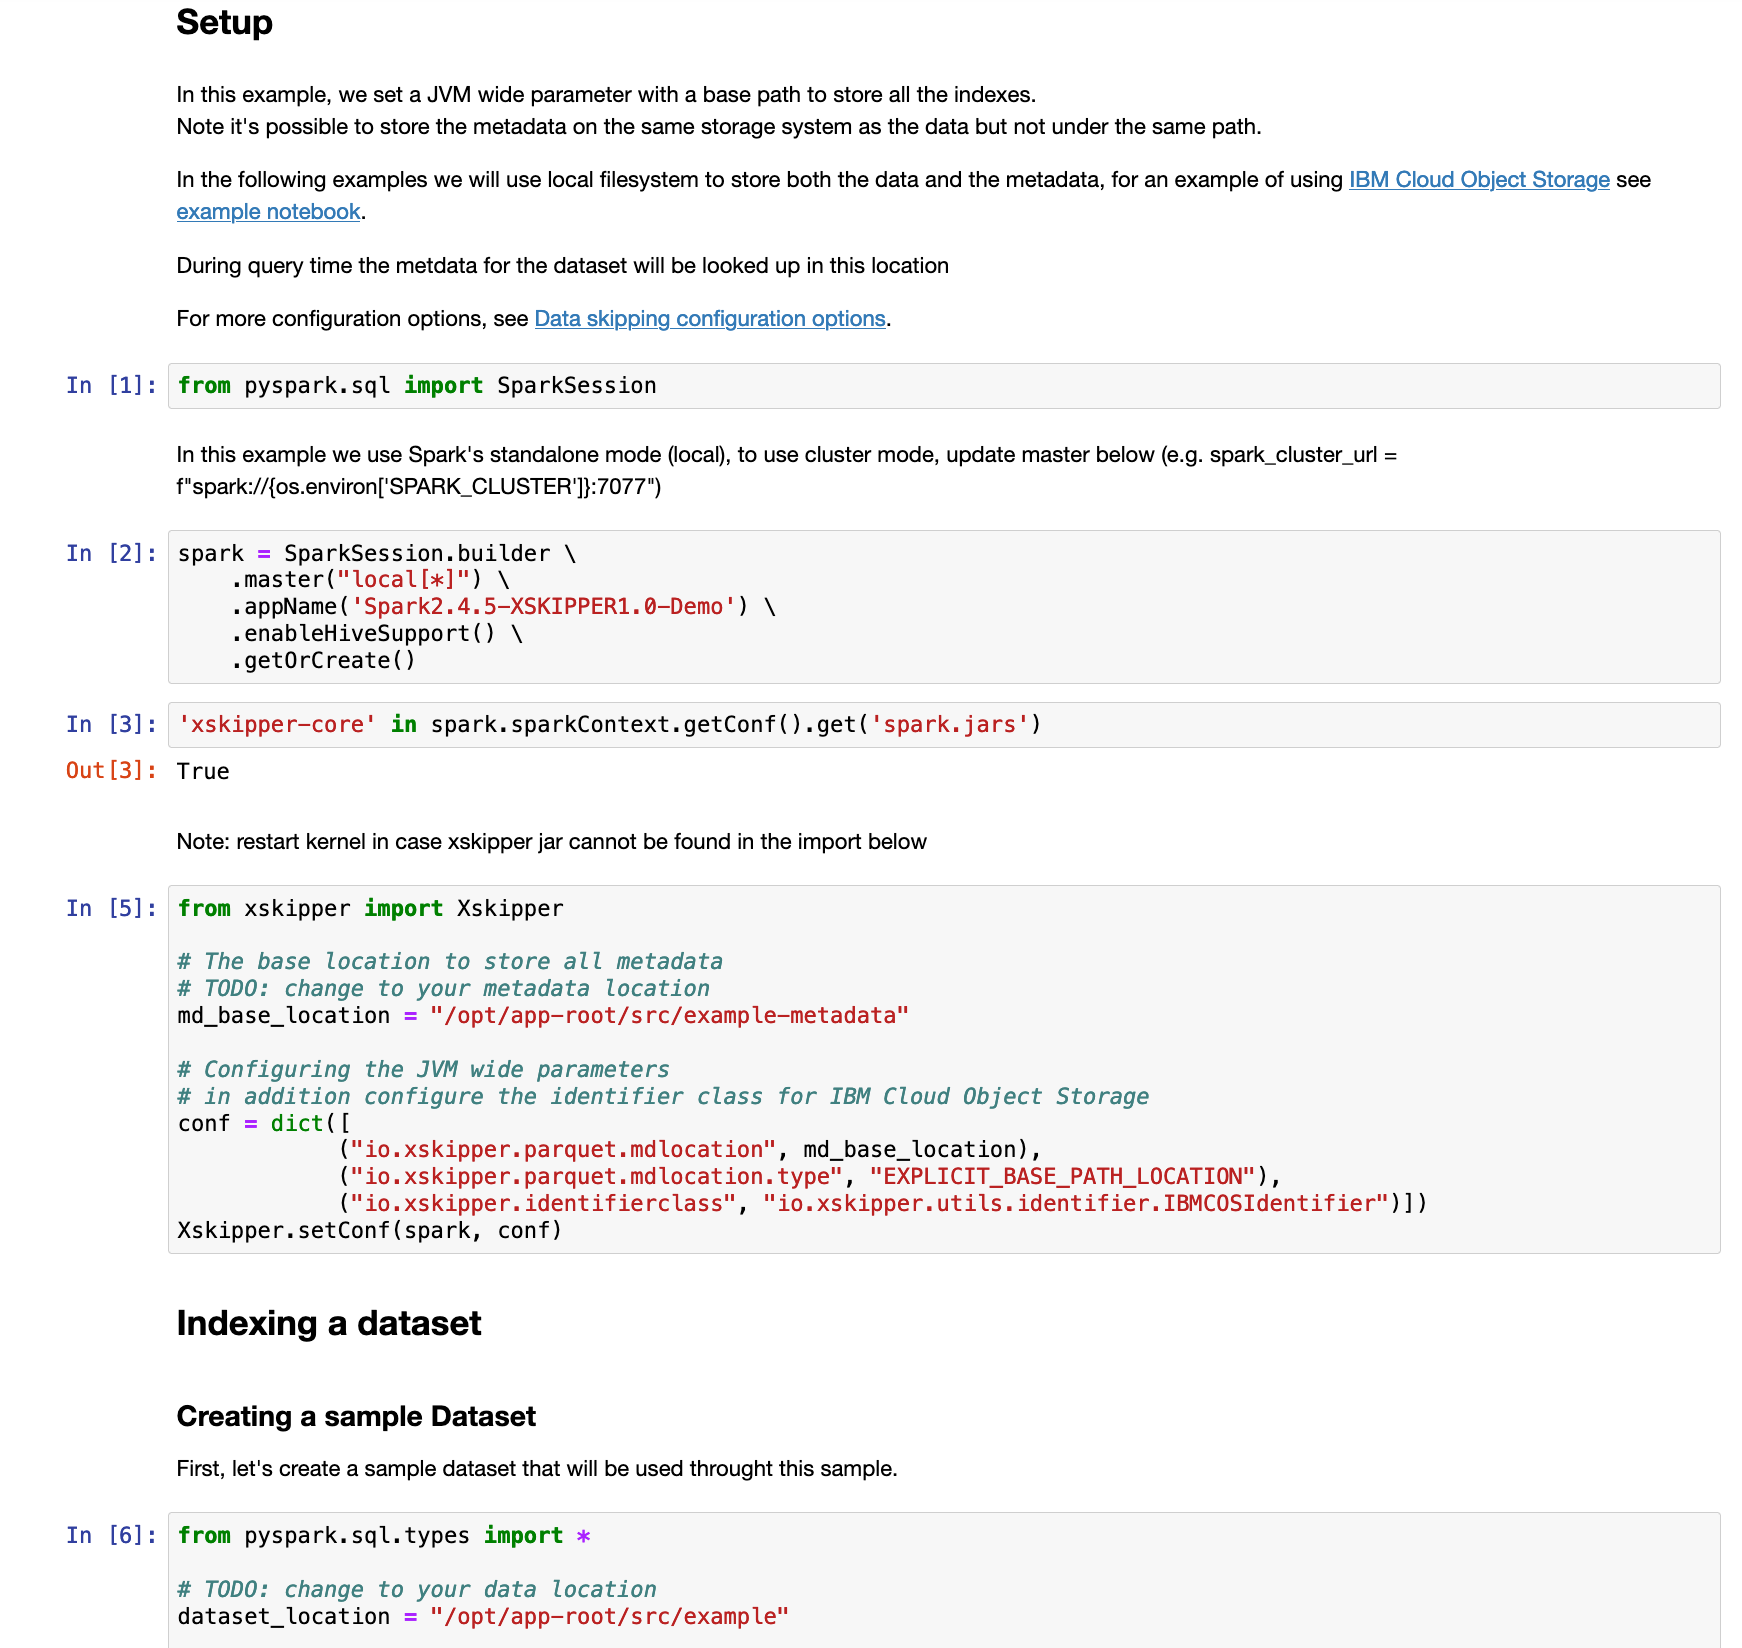 Setup
In this example, we set a JVM wide parameter with a base path to store all the indexes.
Note it's possible to store the metadata on the same storage system as the data but not under the same path.
In the following examples we will use local filesystem to store both the data and the metadata, for an example of using IBM Cloud Object Storage see
example notebook.
During query time the metdata for the dataset will be looked up in this location
For more configuration options, see Data skipping configuration options.
In [1]: from pyspark.sql import SparkSession
In this example we use Spark's standalone mode (local), to use cluster mode, update master below (e.g. spark_cluster_url =
f"spark://{os.environ['SPARK_CLUSTER']}:7077")
In [2]: spark = SparkSession.builder \
    .master("local[*]") \
    .appName('Spark2.4.5-XSKIPPER1.0-Demo') \
    .enableHiveSupport() \
    .getOrCreate()
In [3]: 'xskipper-core' in spark.sparkContext.getConf().get('spark.jars')
Out[3]: True
Note: restart kernel in case xskipper jar cannot be found in the import below
In [5]: from xskipper import Xskipper
# The base location to store all metadata
# TODO: change to your metadata location
md_base_location = "/opt/app-root/src/example-metadata"
# Configuring the JVM wide parameters
# in addition configure the identifier class for IBM Cloud Object Storage
conf = dict([
            ("io.xskipper.parquet.mdlocation", md_base_location),
            ("io.xskipper.parquet.mdlocation.type", "EXPLICIT_BASE_PATH_LOCATION"),
            ("io.xskipper.identifierclass", "io.xskipper.utils.identifier.IBMCOSIdentifier")])
Xskipper.setConf(spark, conf)
Indexing a dataset
Creating a sample Dataset
First, let's create a sample dataset that will be used throught this sample.
In [6]: from pyspark.sql.types import *
# TODO: change to your data location
dataset_location = "/opt/app-root/src/example"